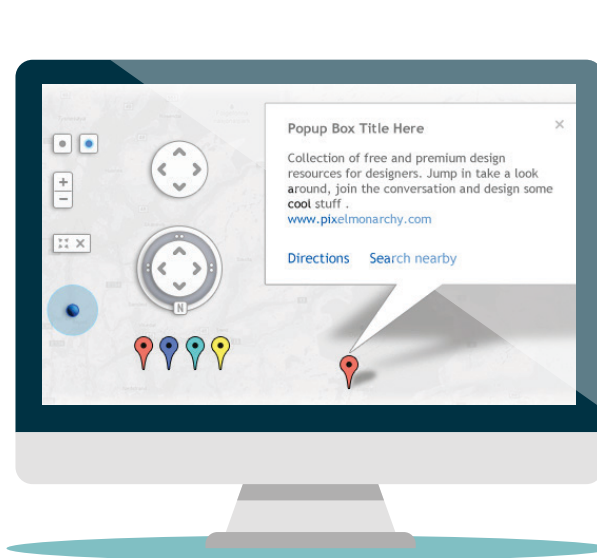 Popup Box Title Here
Collection of free and premium design
resources for designers. Jump in take a look
around, join the conversation and design some
cool stuff .
www.pixelmonarchy.com
Directions Search nearby
N